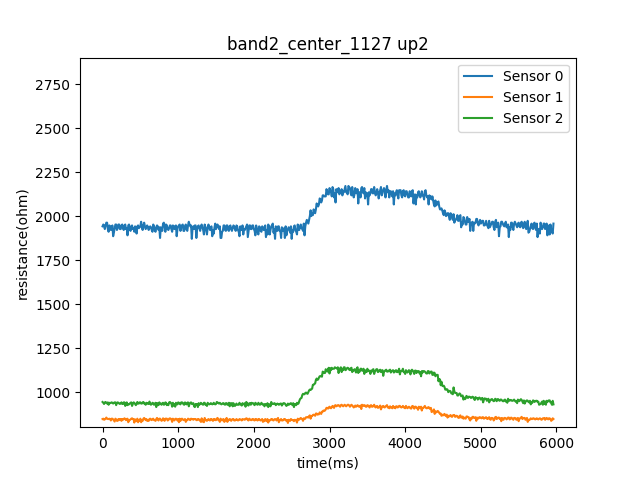 band2_center_1127 up2
Sensor 0
Sensor 1
Sensor 2
resistance(ohm)
2750
2500
2250
2000
1750
1500
1250
1000
0 1000 2000 3000 4000 5000 6000
time(ms)